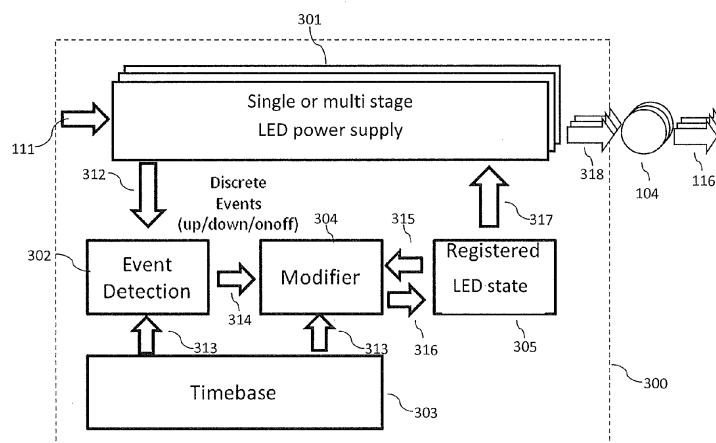 301
Single or multi stage
LED power supply
111
312
318
104
116
Discrete
Events
(up/down/onoff)
304
315
317
302
Event
Detection
Modifier
Registered
LED state
314
316
305
313
313
300
Timebase
303